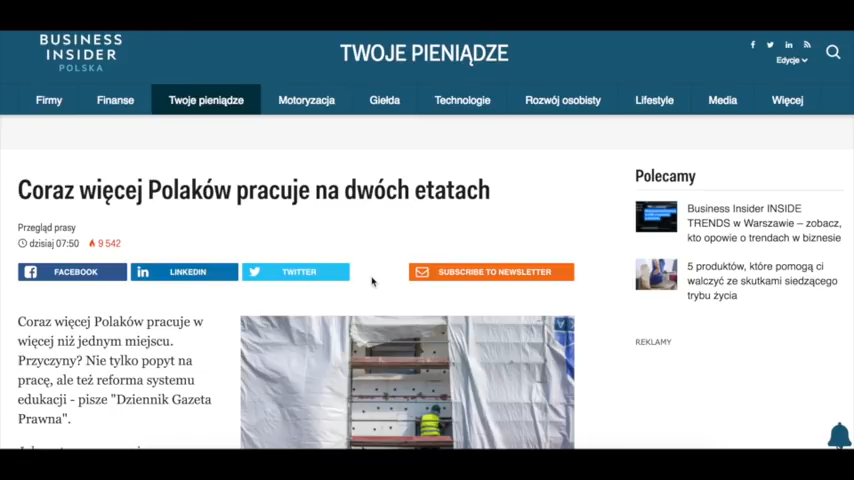 BUSINESS
INSIDER
POLSKA
TWOJE PIENIĄDZE
Edycje
Firmy
Finanse
Twoje pieniądze
Motoryzacja
Giełda
Technologie
Rozwój osobisty
Lifestyle
Media
Więcej
Coraz więcej Polaków pracuje na dwóch etatach
Przegląd prasy
dzisiaj 07:50 9 542
FACEBOOK
LINKEDIN
TWITTER
SUBSCRIBE TO NEWSLETTER
Coraz więcej Polaków pracuje w
więcej niż jednym miejscu.
Przyczyny? Nie tylko popyt na
pracę, ale też reforma systemu
edukacji - pisze "Dziennik Gazeta
Prawna".
Polecamy
Business Insider INSIDE
TRENDS w Warszawie – zobacz,
kto opowie o trendach w biznesie
5 produktów, które pomogą ci
walczyć ze skutkami siedzącego
trybu życia
REKLAMY